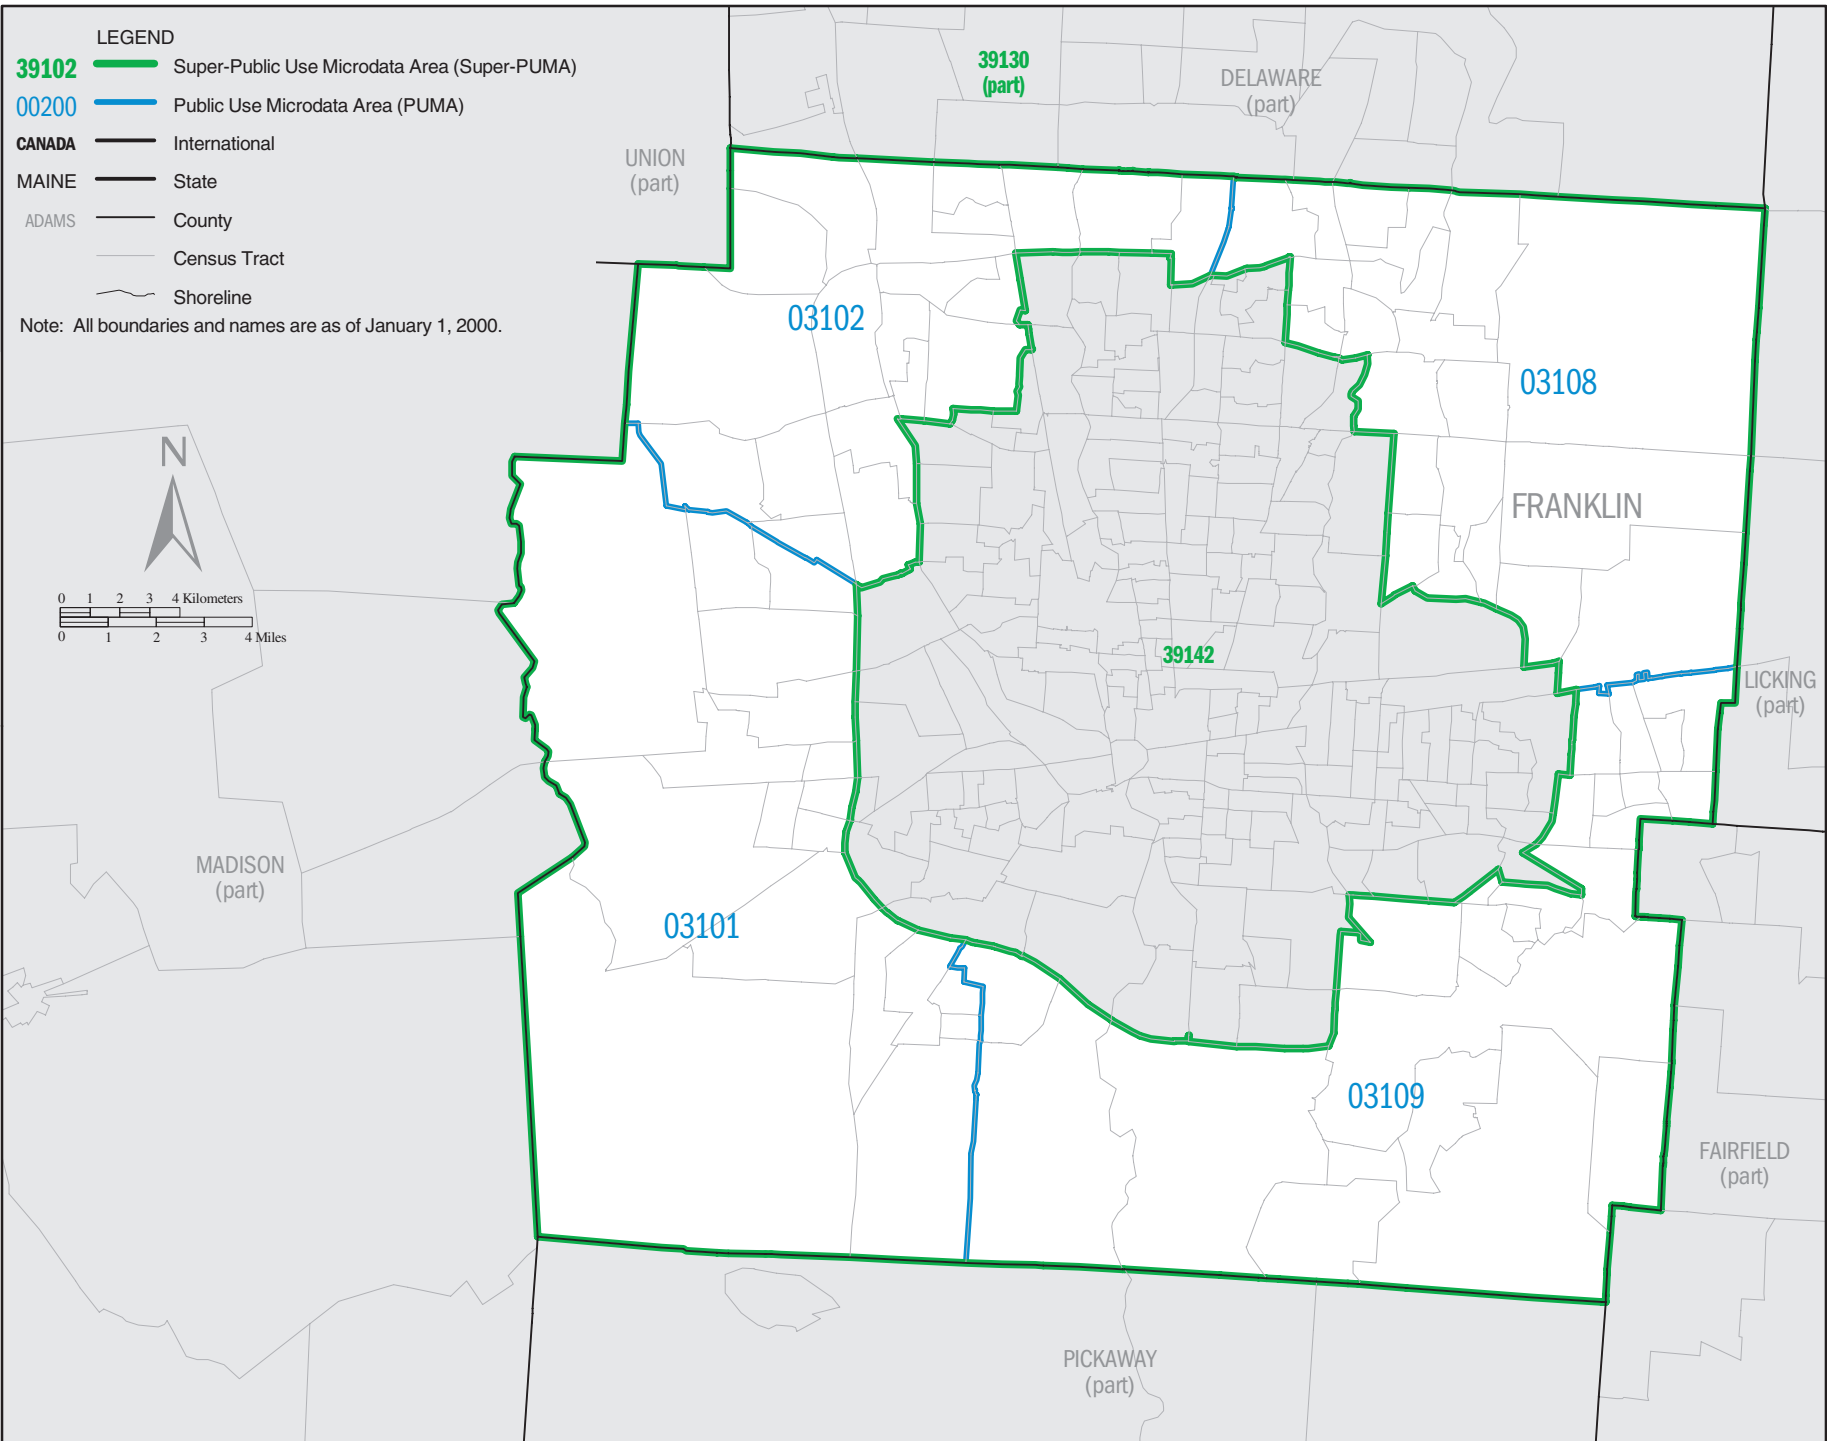 LEGEND
39102 Super-Public Use Microdata Area (Super-PUMA)
00200 Public Use Microdata Area (PUMA)
CANADA International
MAINE State
ADAMS County
Census Tract
Shoreline
Note: All boundaries and names are as of January 1, 2000.
39130
(part)
DELAWARE
(part)
UNION
(part)
03102
03108
N
FRANKLIN
0 1 2 3 4 Kilometers
0 1 2 3 4 Miles
39142
LICKING
(part)
MADISON
(part)
03101
03109
FAIRFIELD
(part)
PICKAWAY
(part)